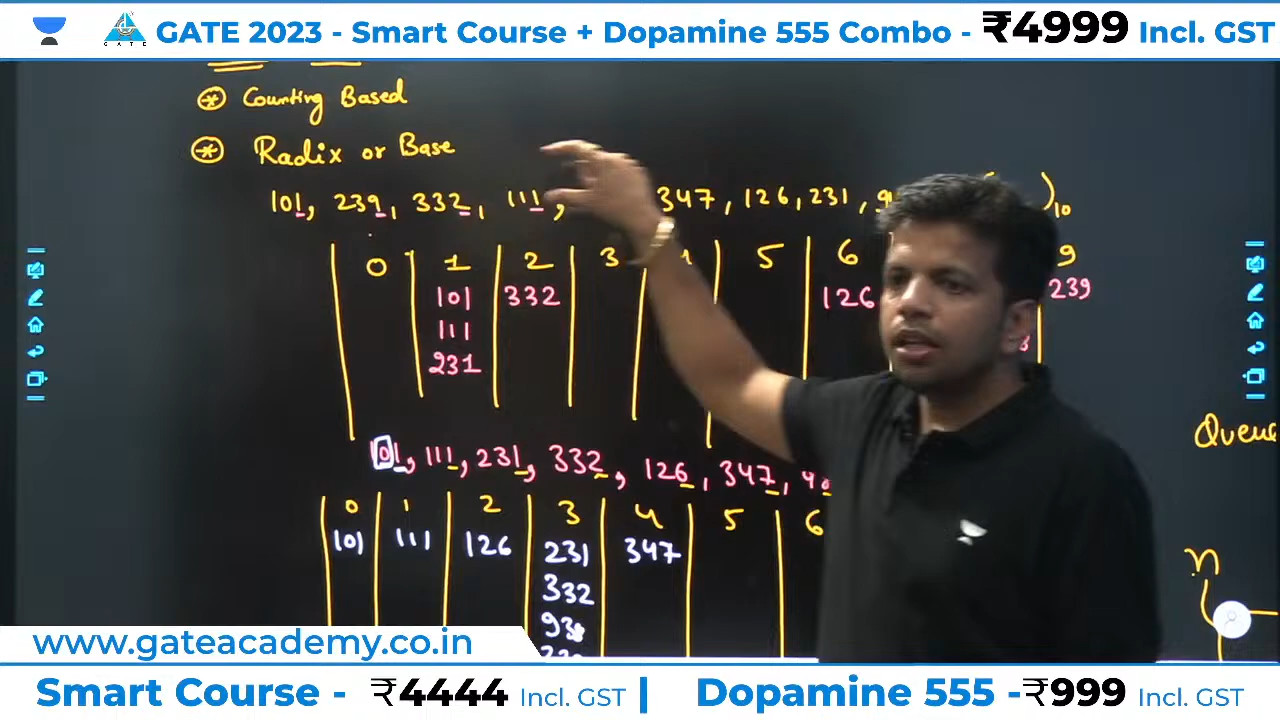 GATE 2023 - Smart Course + Dopamine 555 Combo - ₹4999 Incl. GST
GATE
Counting Based
Radix or Base
101, 239, 332, 111, 347, 126, 231, )10
0 1 2 3 5 6 9
101 332 126 239
111
231
Queue
101, 111, 231, 332, 126, 347,
0 1 2 3 4 5 6
101 111 126 231 347
332
938
n
www.gateacademy.co.in
Smart Course - ₹4444 Incl. GST | Dopamine 555 -₹999 Incl. GST